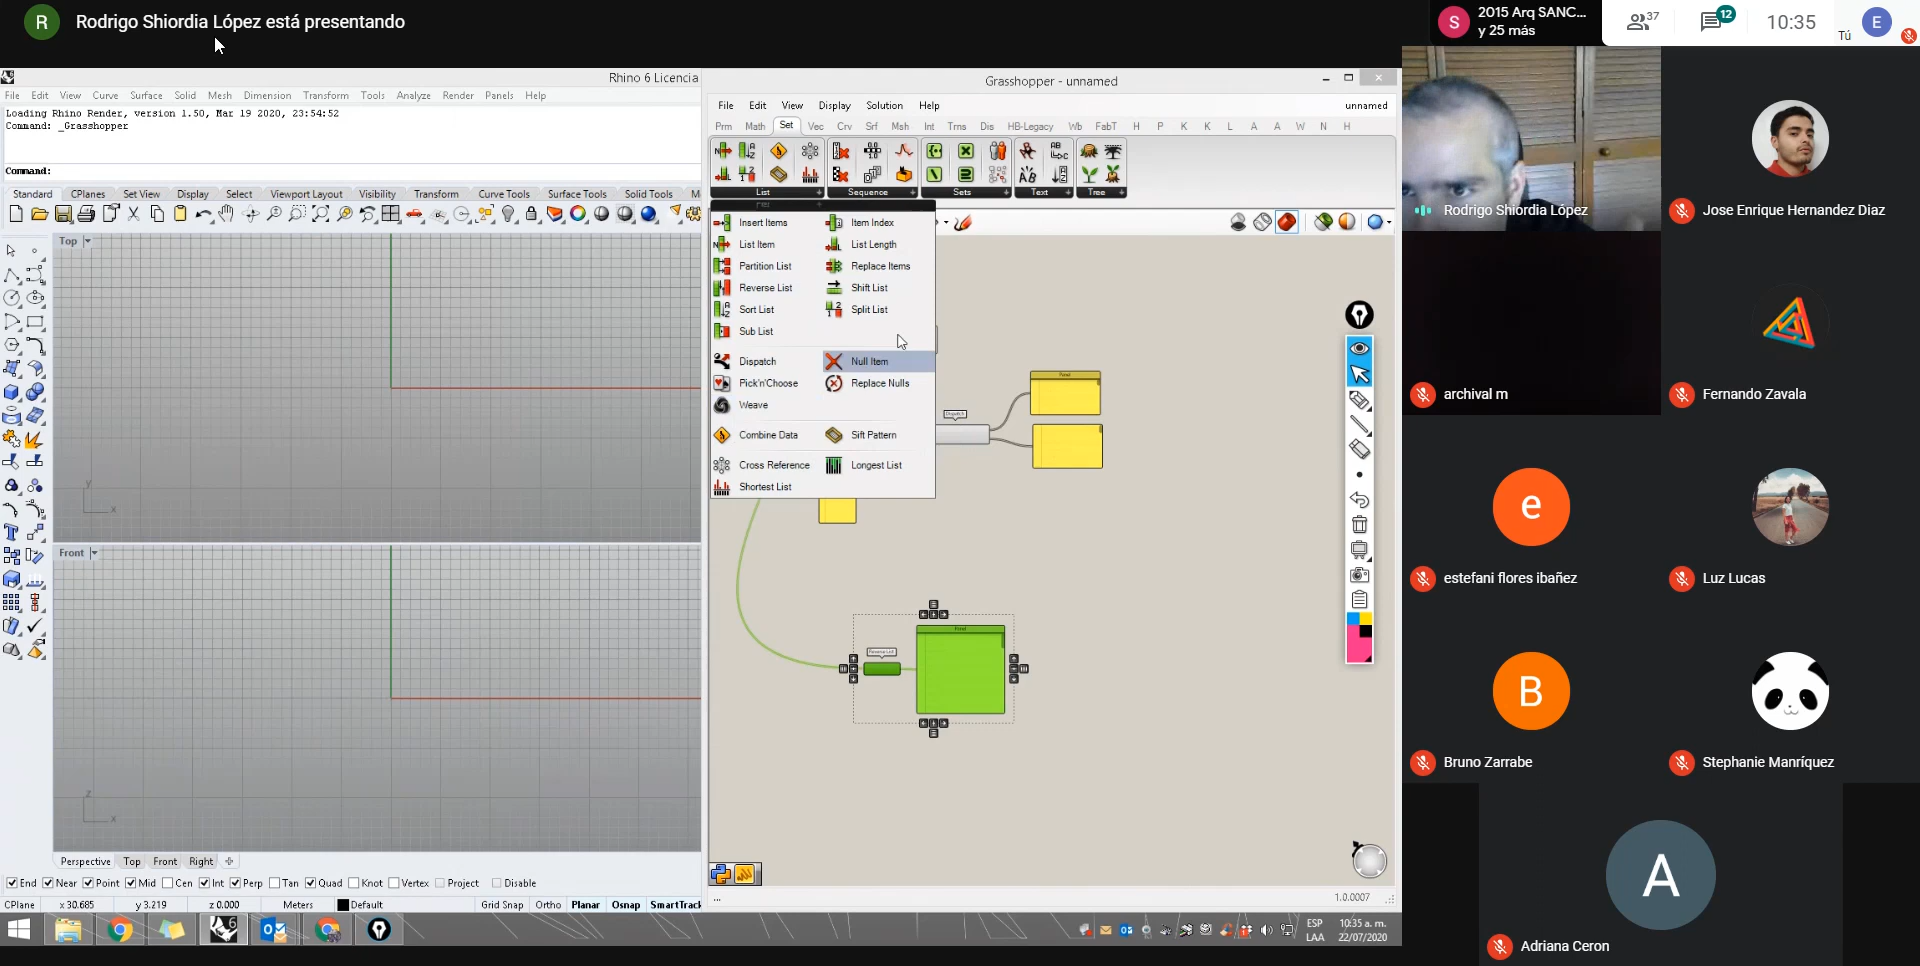 R Rodrigo Shiordia López está presentando
S 2015 Arq SANC...
y 25 más
37
12
10:35
Tú
E
Rhino 6 Licencia
File Edit View Curve Surface Solid Mesh Dimension Transform Tools Analyze Render Panels Help
Loading Rhino Render, version 1.50, Mar 19 2020, 23:54:52
Command: _Grasshopper
Command:
Standard CPlanes Set View Display Select Viewport Layout Visibility Transform Curve Tools Surface Tools Solid Tools M
Top
y
x
Front
z
x
Perspective Top Front Right
End Near Point Mid Cen Int Perp Tan Quad Knot Vertex Project Disable
CPlane x 30.685 y 3.219 z 0.000 Meters Default Grid Snap Ortho Planar Osnap SmartTrack
Grasshopper - unnamed
File Edit View Display Solution Help
unnamed
Prm Math Set Vec Crv Srf Msh Int Trns Dis HB-Legacy Wb FabT H P K K L A A W N H
List Sequence Sets Text Tree
Insert Items Item Index
List Item List Length
Partition List Replace Items
Reverse List Shift List
Sort List Split List
Sub List
Dispatch Null Item
Pick'n'Choose Replace Nulls
Weave
Combine Data Sift Pattern
Cross Reference Longest List
Shortest List
Panel
Dispatch
Reverse List
Panel
...
1.0.0007
ESP
LAA
10:35 a. m.
22/07/2020
Rodrigo Shiordia López
Jose Enrique Hernandez Diaz
archival m
Fernando Zavala
e
estefani flores ibañez
Luz Lucas
B
Bruno Zarrabe
Stephanie Manríquez
A
Adriana Ceron